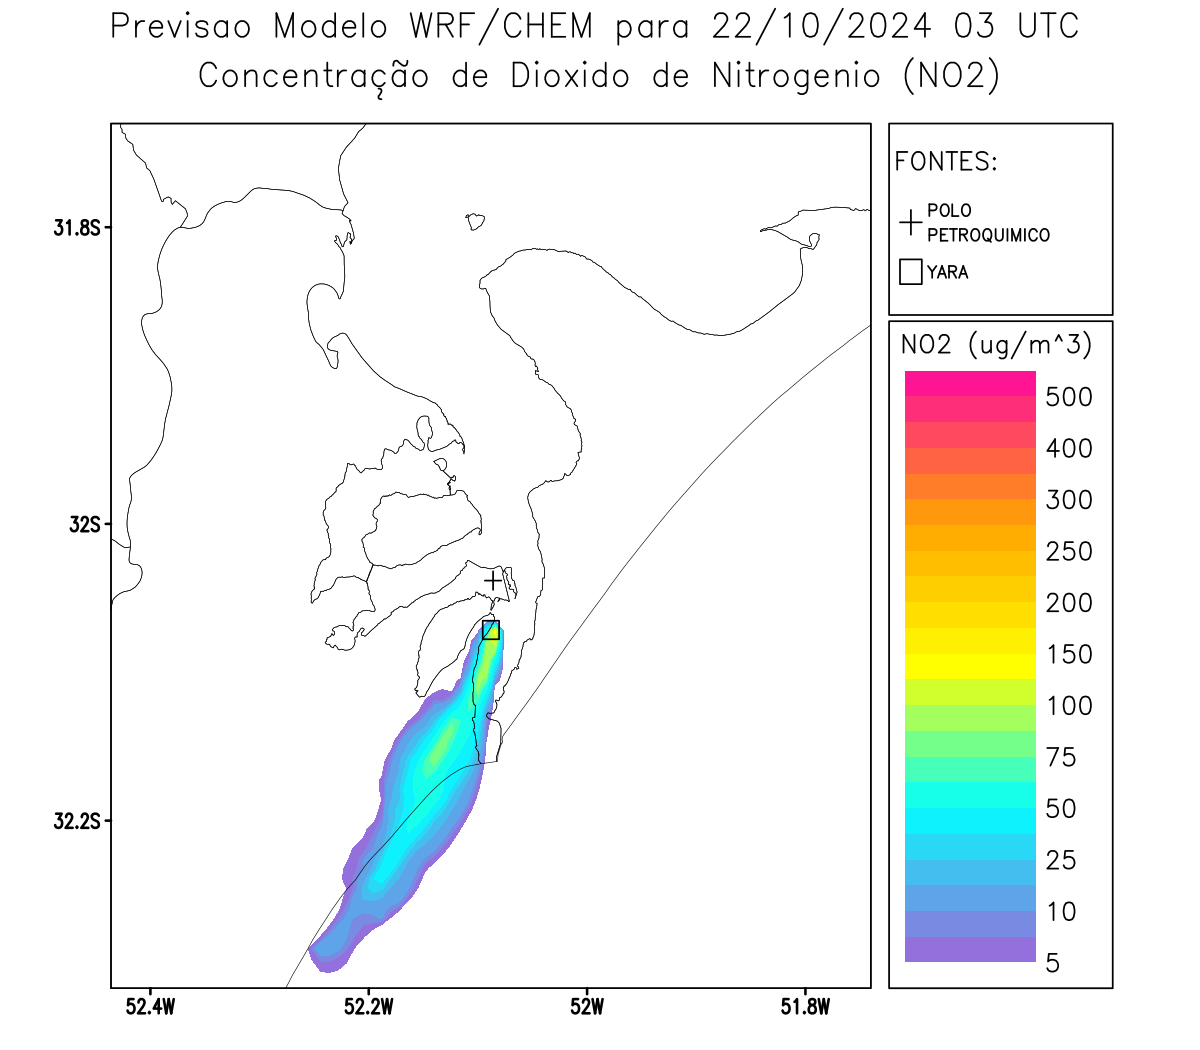 Previsao Modelo WRF/CHEM para 22/10/2024 03 UTC
Concentração de Dioxido de Nitrogenio (NO2)
FONTES:
POLO
PETROQUIMICO
YARA
NO2 (ug/m^3)
500
400
300
250
200
150
100
75
50
25
10
5
31.8S
32S
32.2S
52.4W
52.2W
52W
51.8W